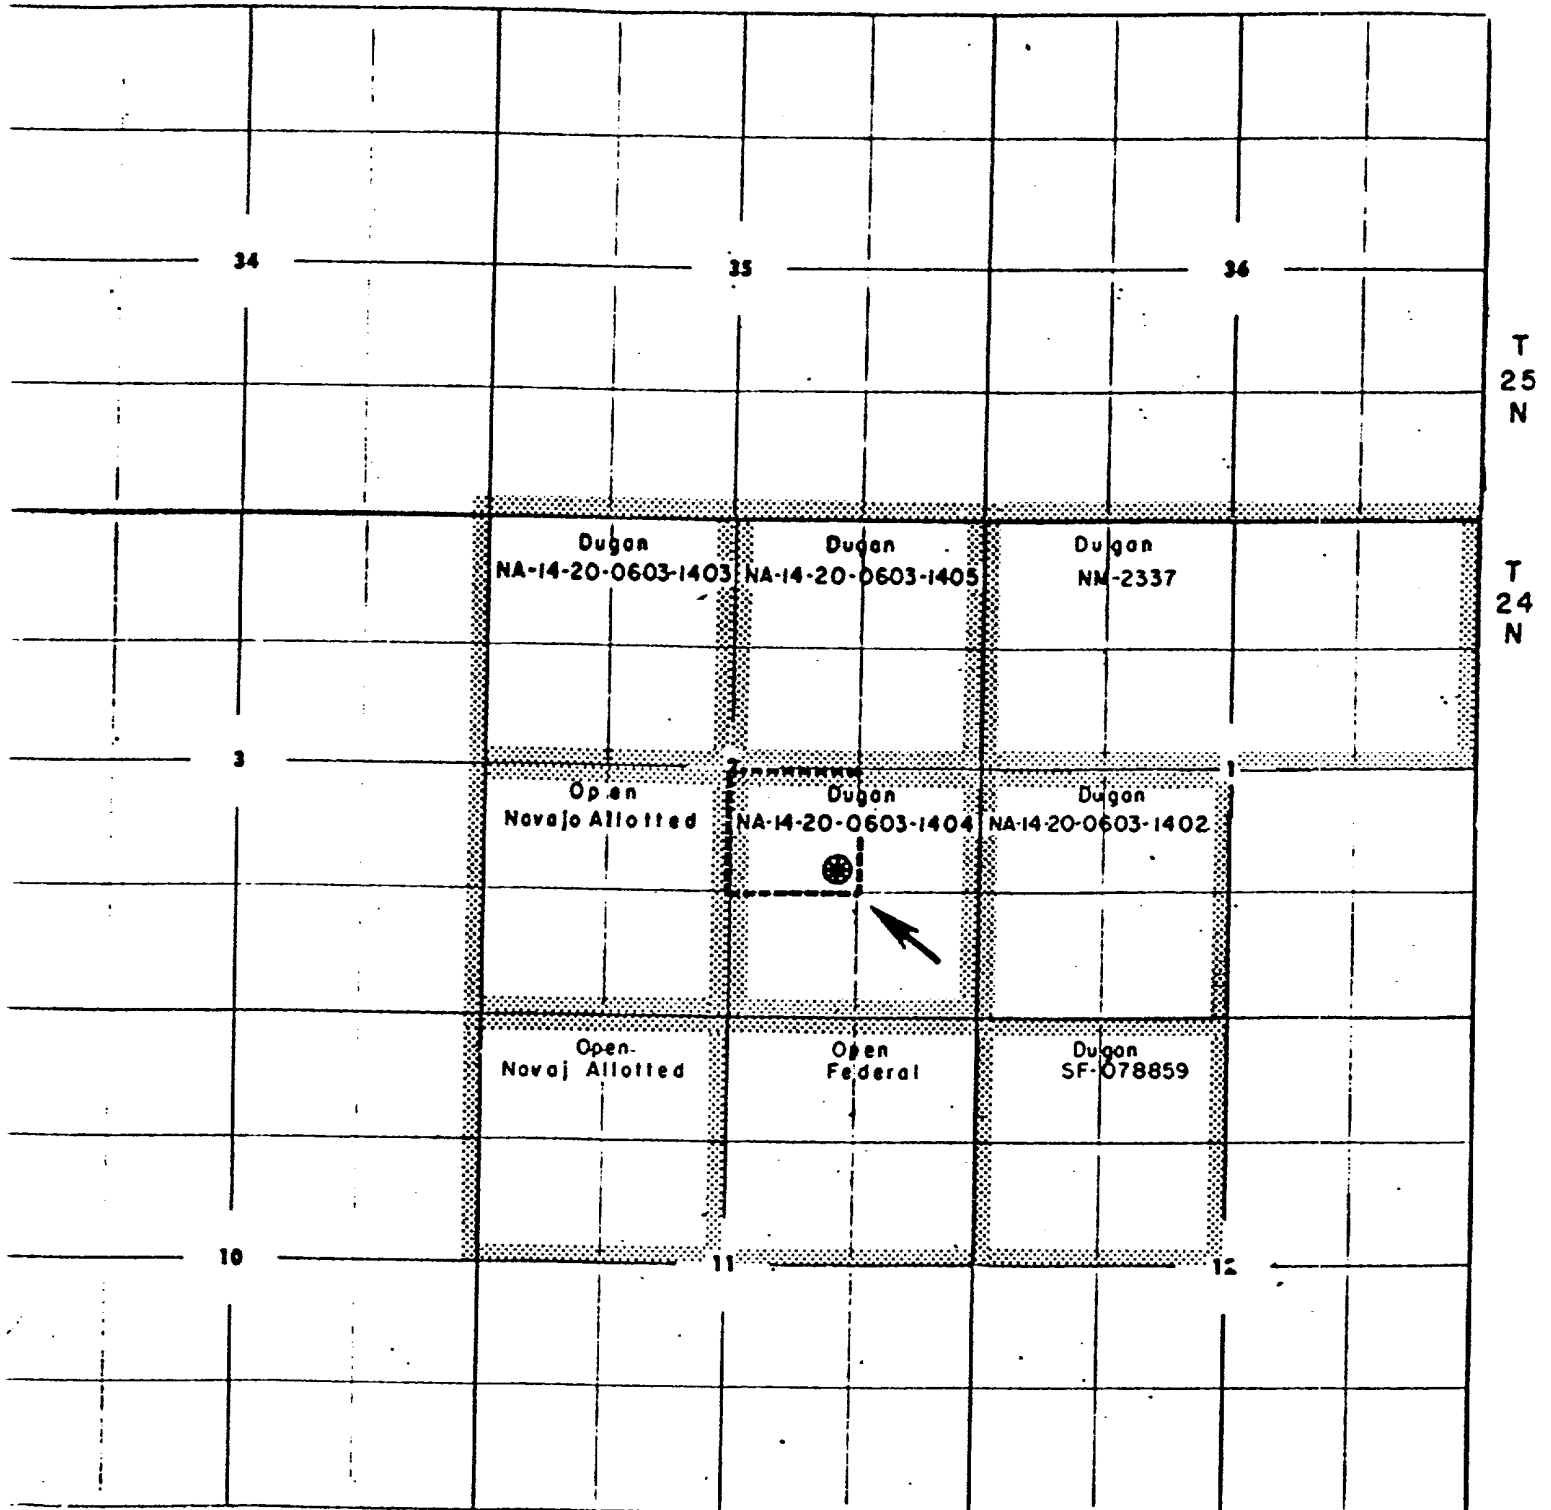 34
35
36
T
25
N
Dugan
NA-14-20-0603-1403
Dugan
NA-14-20-0603-1405
Dugan
NM-2337
T
24
N
3
2
1
Open
Navajo Allotted
Dugan
NA-14-20-0603-1404
Dugan
NA-14-20-0603-1402
Open
Navaj Allotted
Open
Federal
Dugan
SF-078859
10
11
12